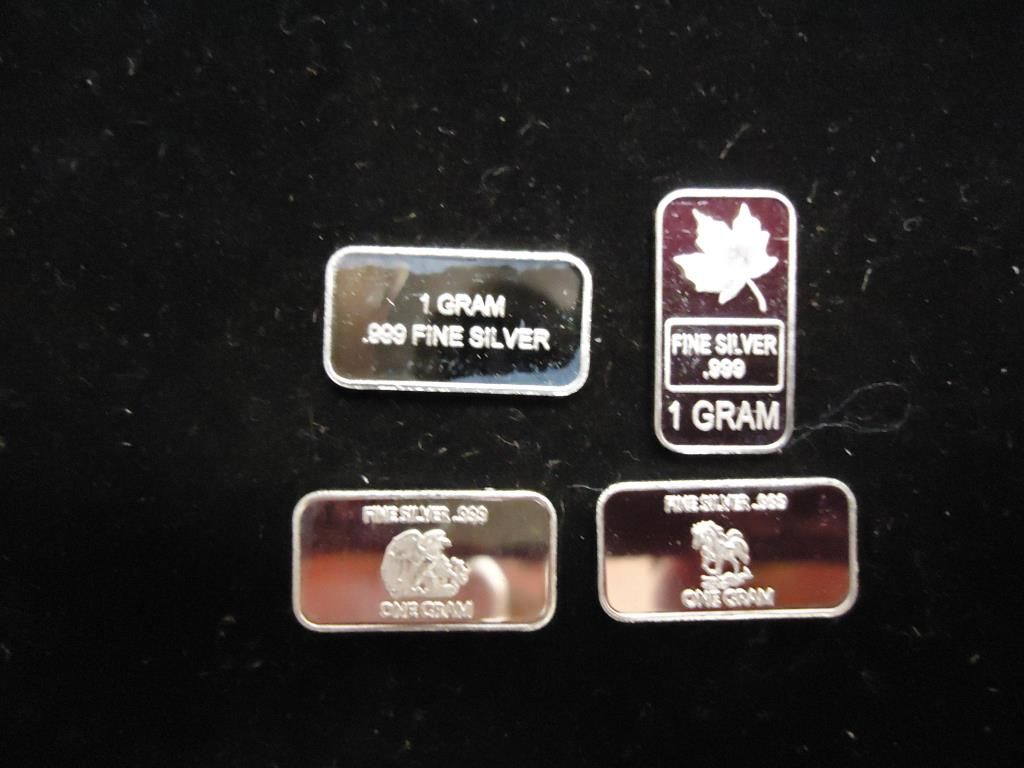 1 GRAM
.999 FINE SILVER
FINE SILVER
.999
1 GRAM
FINE SILVER .999
ONE GRAM
FINE SILVER .999
ONE GRAM